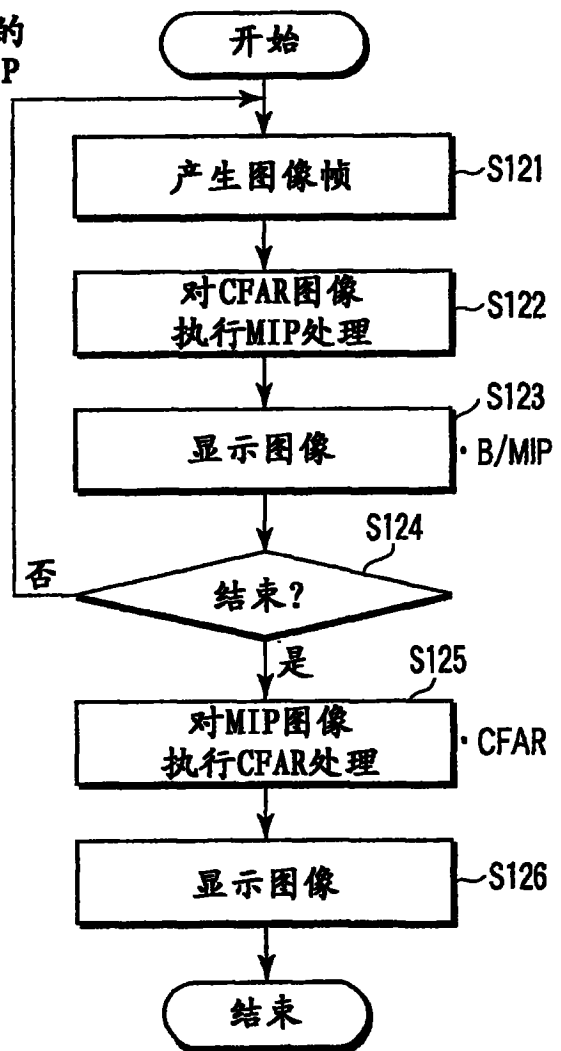 的
P
开始
产生图像帧
S121
对CFAR图像
执行MIP处理
S122
S123
显示图像
· B/MIP
S124
否
结束?
是
S125
对MIP图像
执行CFAR处理
· CFAR
显示图像
S126
结束